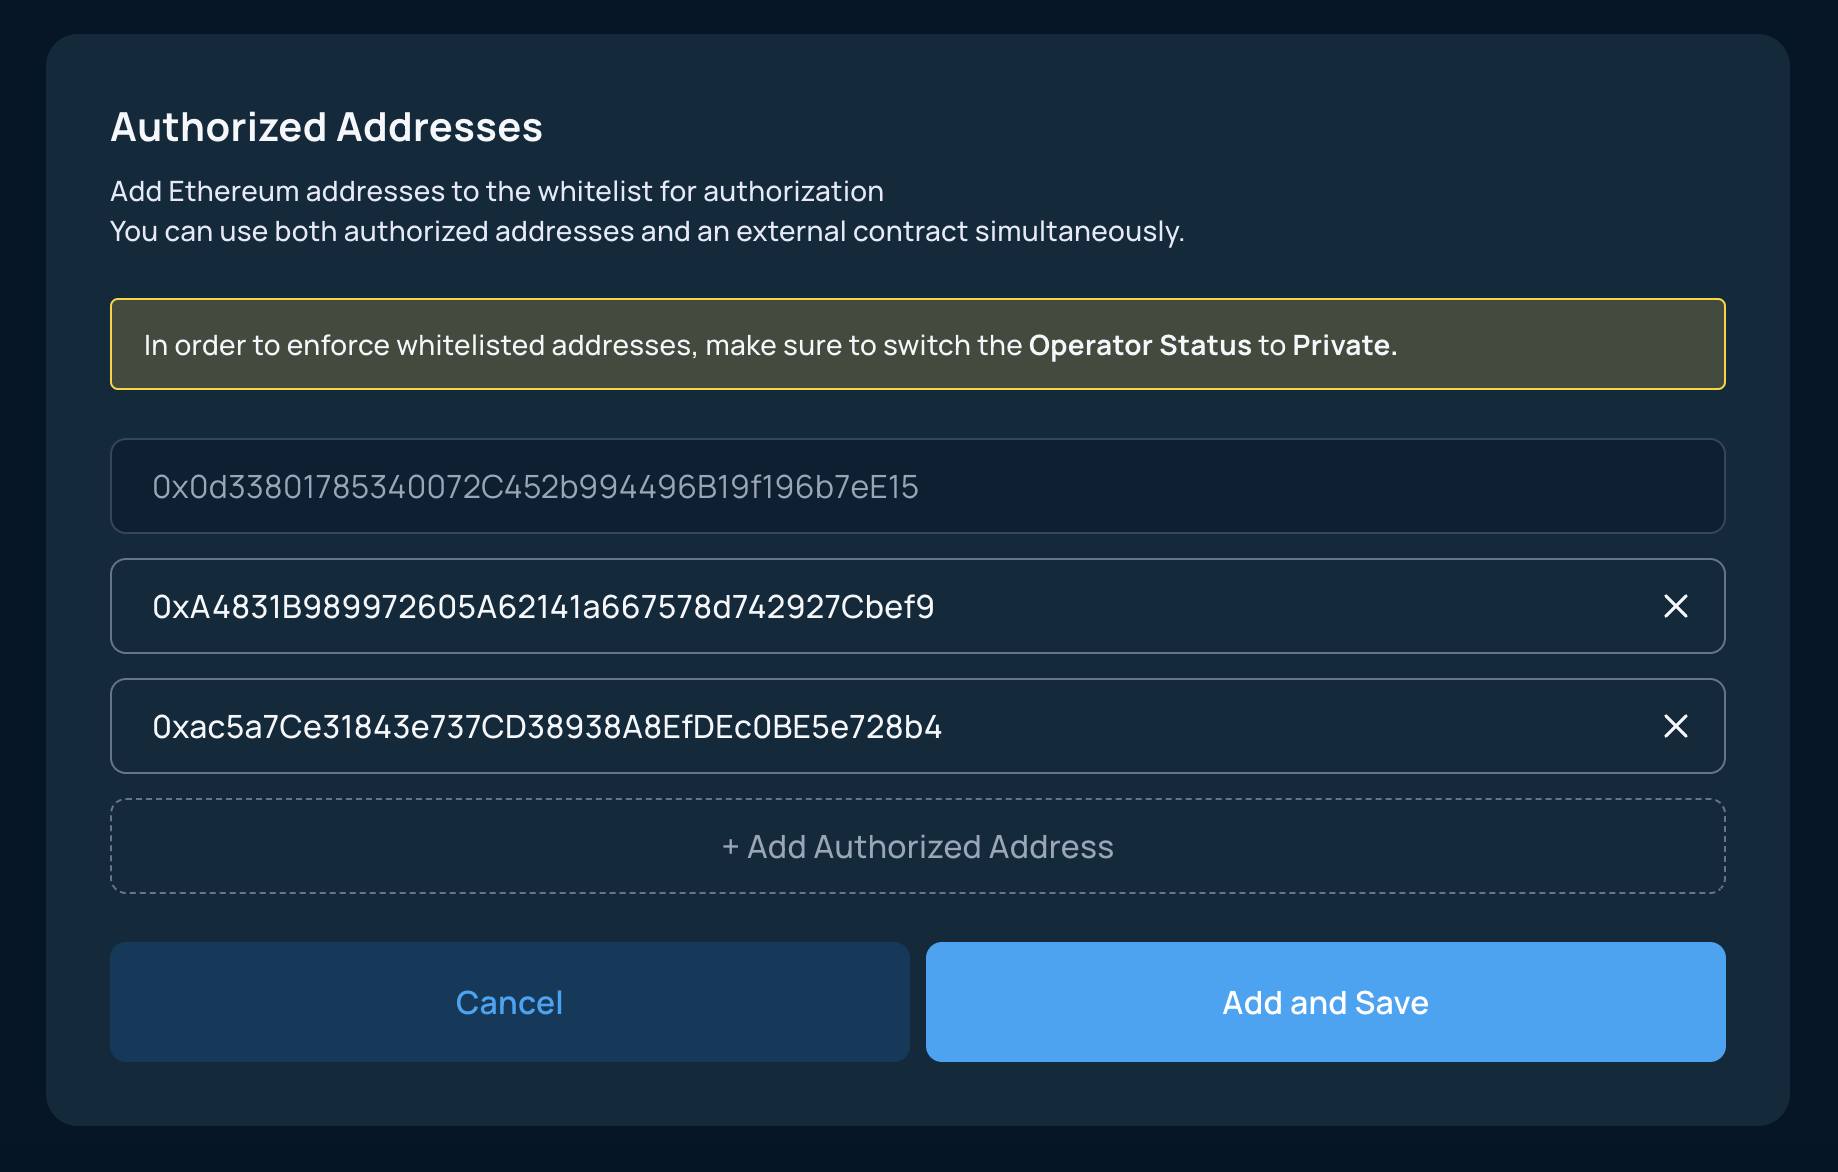 Authorized Addresses
Add Ethereum addresses to the whitelist for authorization
You can use both authorized addresses and an external contract simultaneously.
In order to enforce whitelisted addresses, make sure to switch the Operator Status to Private.
0x0d33801785340072C452b994496B19f196b7eE15
0xA4831B989972605A62141a667578d742927Cbef9
0xac5a7Ce31843e737CD38938A8EfDEc0BE5e728b4
+ Add Authorized Address
Cancel
Add and Save